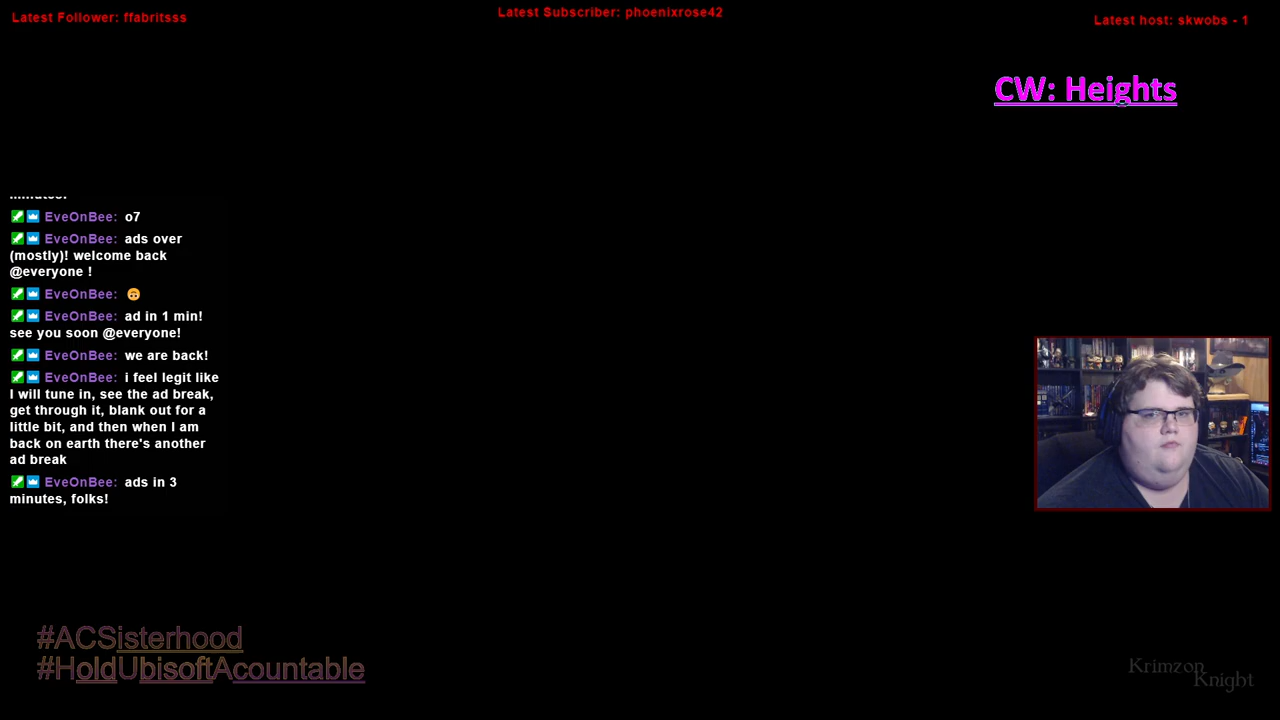 Latest Follower: ffabritsss
Latest Subscriber: phoenixrose42
Latest host: skwobs - 1
CW: Heights
EveOnBee: o7
EveOnBee: ads over
(mostly)! welcome back
@everyone !
EveOnBee: 🙃
EveOnBee: ad in 1 min!
see you soon @everyone!
EveOnBee: we are back!
EveOnBee: i feel legit like
I will tune in, see the ad break,
get through it, blank out for a
little bit, and then when I am
back on earth there's another
ad break
EveOnBee: ads in 3
minutes, folks!
#ACSisterhood
#HoldUbisoftAcountable
Krimzon
Knight